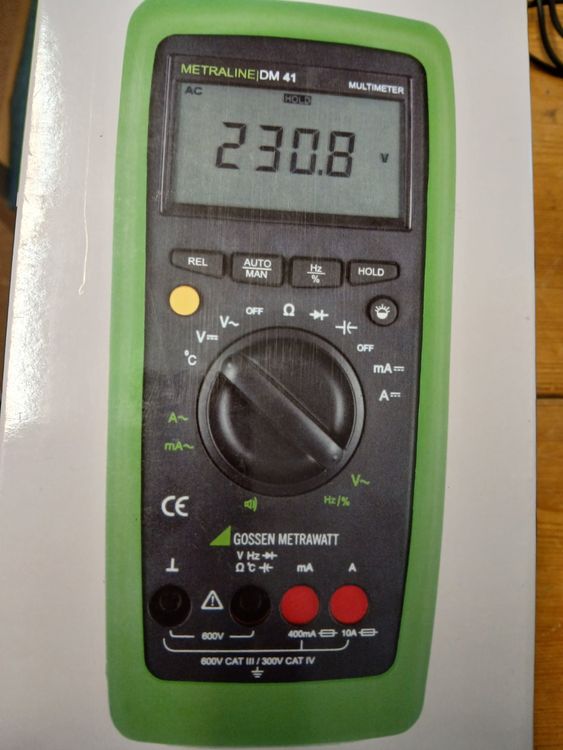 METRALINE|DM 41
MULTIMETER
AC
HOLD
230.8 V
REL
AUTO
MAN
Hz
%
HOLD
OFF
Ω
V~
V⎓
°C
OFF
mA⎓
A⎓
A~
mA~
V~
Hz/%
CE
GOSSEN METRAWATT
V Hz
Ω °C
mA
A
600V
400mA
10A
600V CAT III / 300V CAT IV